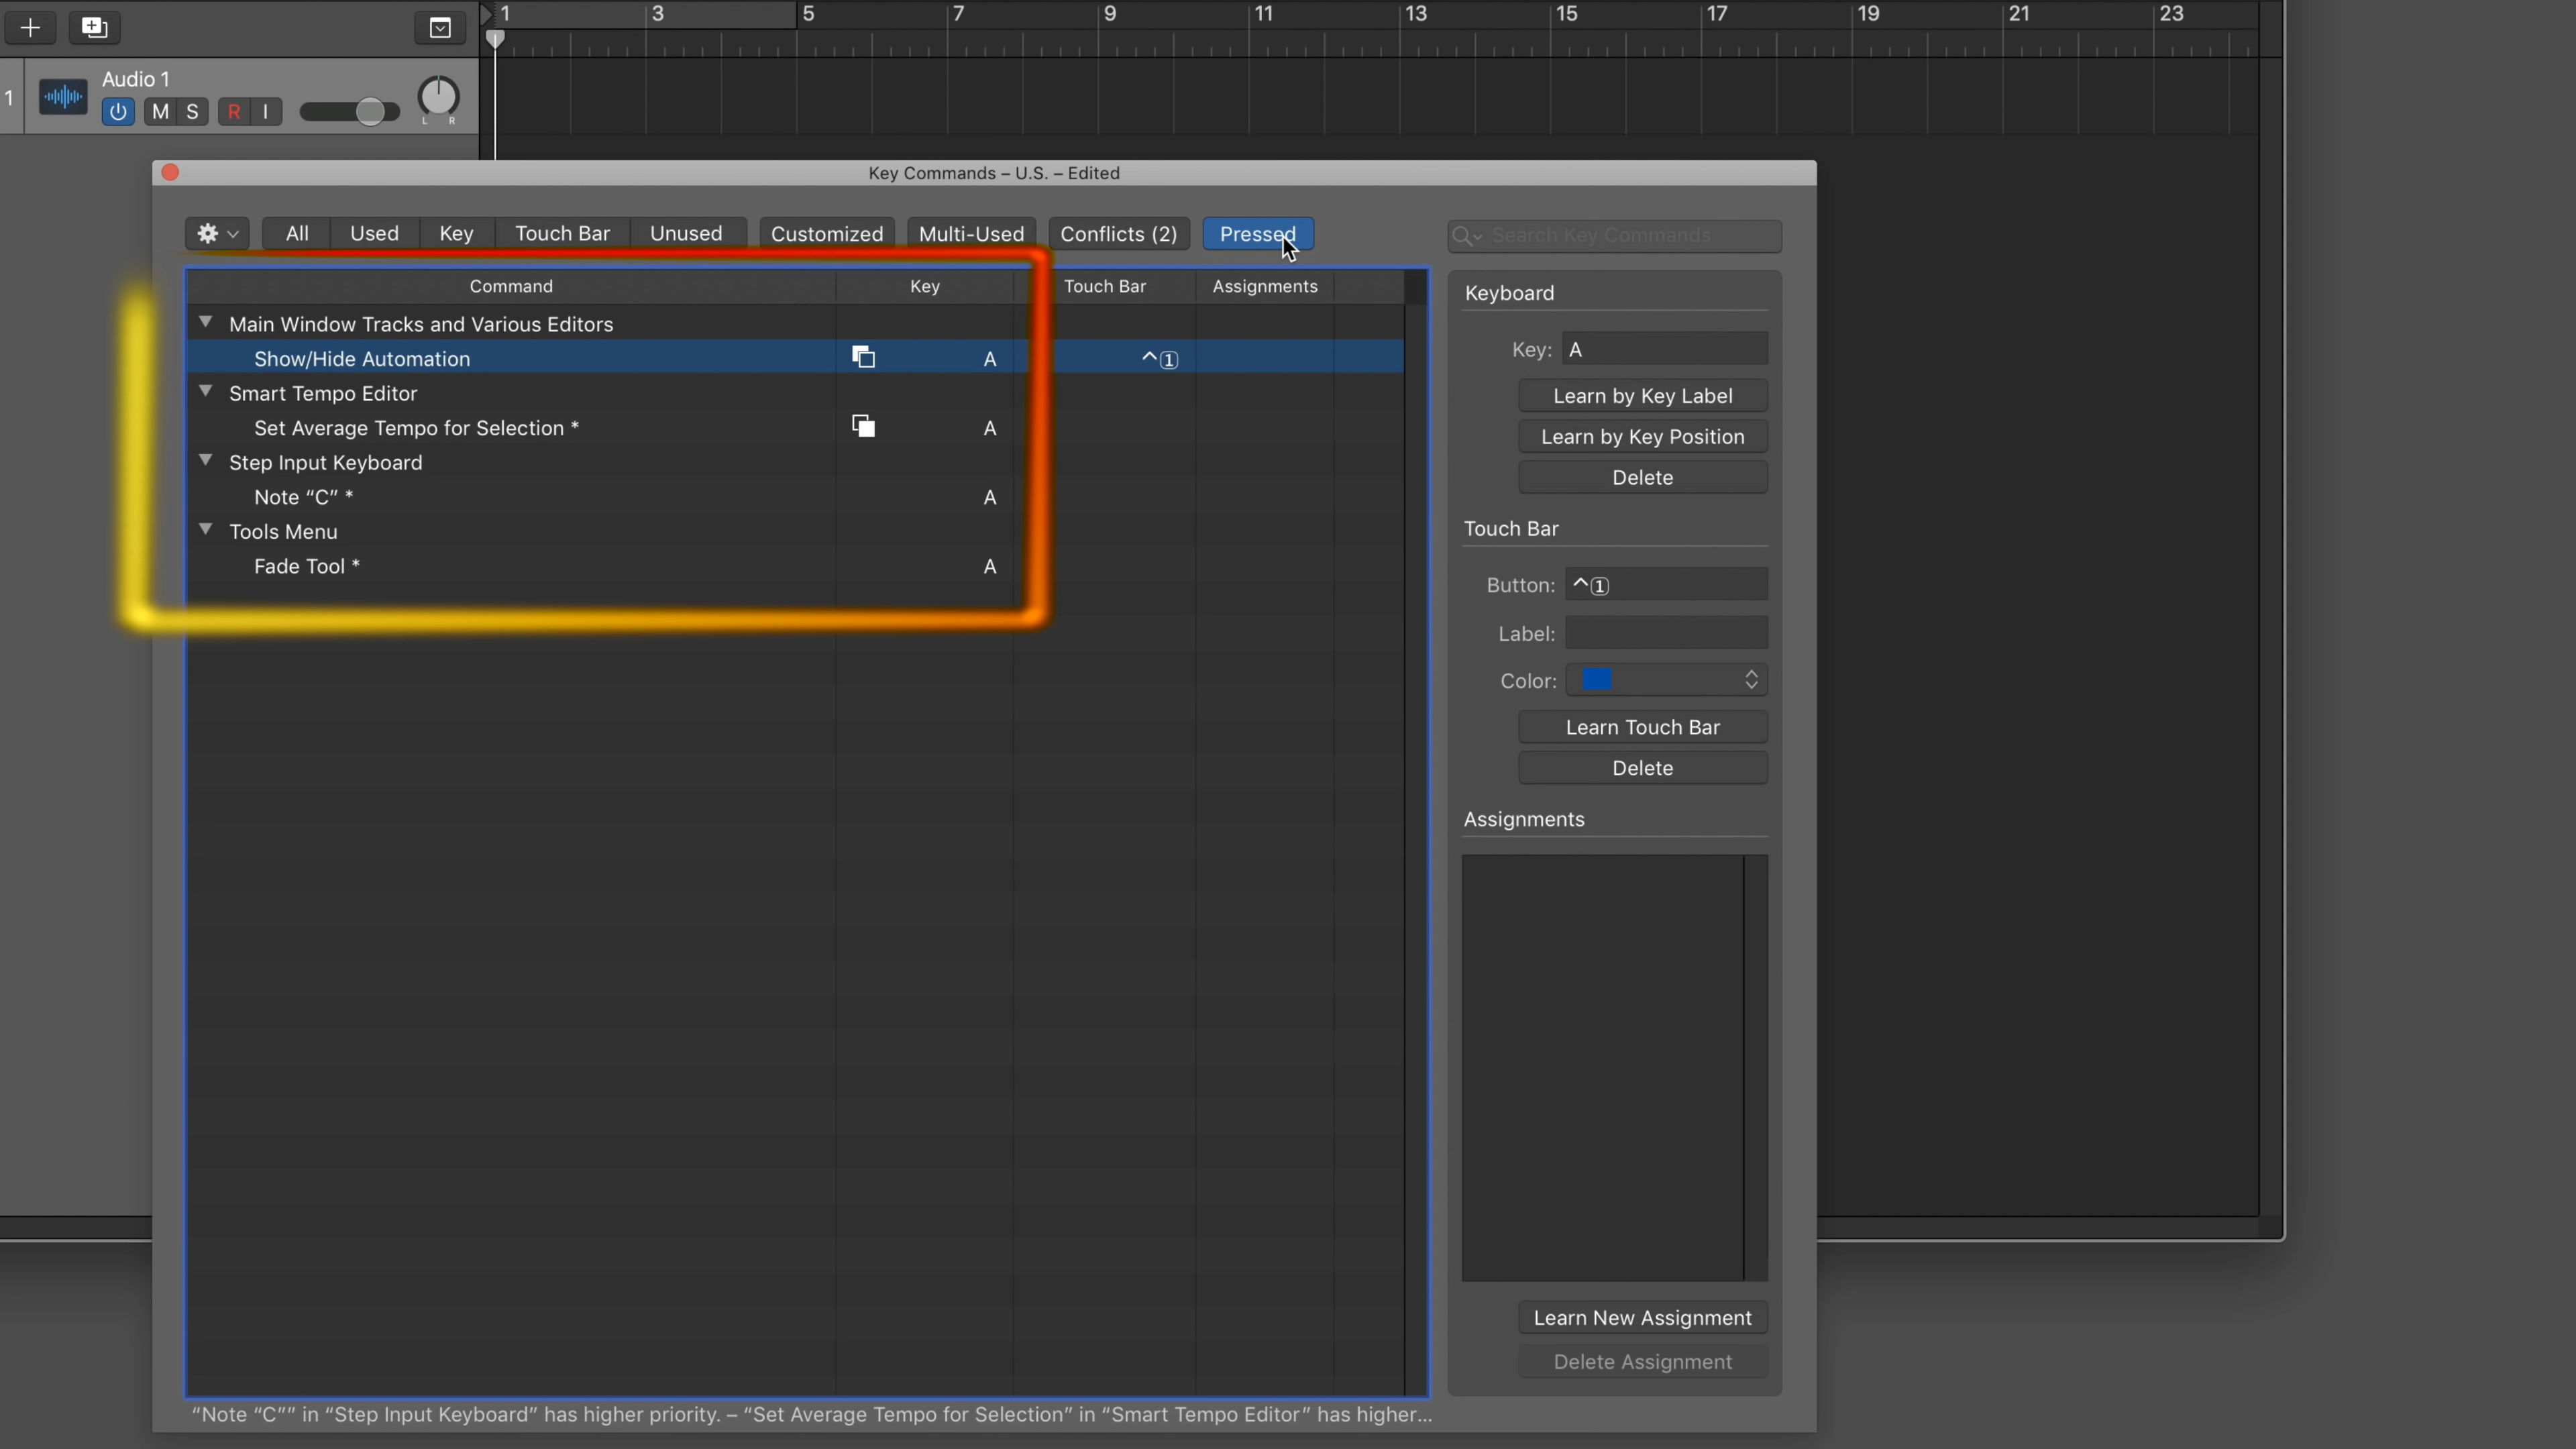 1 3 5 7 9 11 13 15 17 19 21 23
1
Audio 1
M S R I
L R
Key Commands – U.S. – Edited
All Used Key Touch Bar Unused Customized Multi-Used Conflicts (2) Pressed
Search Key Commands
Command Key Touch Bar Assignments
Main Window Tracks and Various Editors
Show/Hide Automation A ^1
Smart Tempo Editor
Set Average Tempo for Selection * A
Step Input Keyboard
Note “C” * A
Tools Menu
Fade Tool * A
Keyboard
Key: A
Learn by Key Label
Learn by Key Position
Delete
Touch Bar
Button: ^1
Label:
Color:
Learn Touch Bar
Delete
Assignments
Learn New Assignment
Delete Assignment
“Note “C”” in “Step Input Keyboard” has higher priority. – “Set Average Tempo for Selection” in “Smart Tempo Editor” has higher...